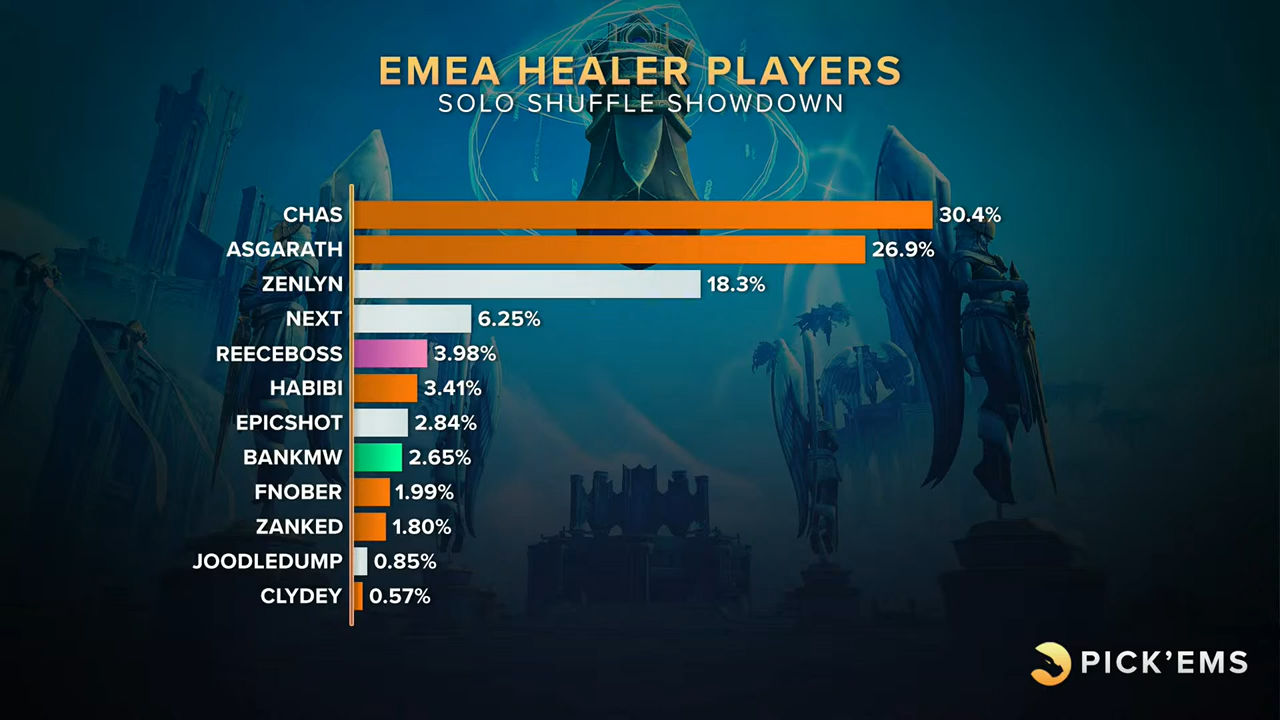 EMEA HEALER PLAYERS
SOLO SHUFFLE SHOWDOWN
CHAS 30.4%
ASGARATH 26.9%
ZENLYN 18.3%
NEXT 6.25%
REECEBOSS 3.98%
HABIBI 3.41%
EPICSHOT 2.84%
BANKMW 2.65%
FNOBER 1.99%
ZANKED 1.80%
JOODLEDUMP 0.85%
CLYDEY 0.57%
PICK'EMS